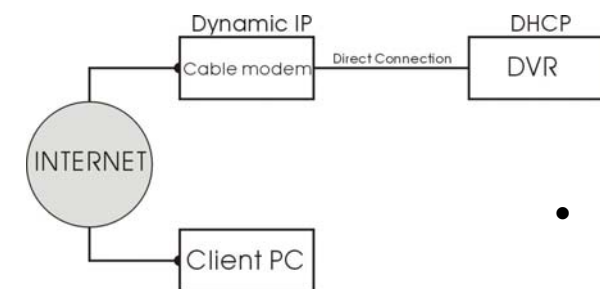 Dynamic IP
DHCP
Cable modem
Direct Connection
DVR
INTERNET
Client PC